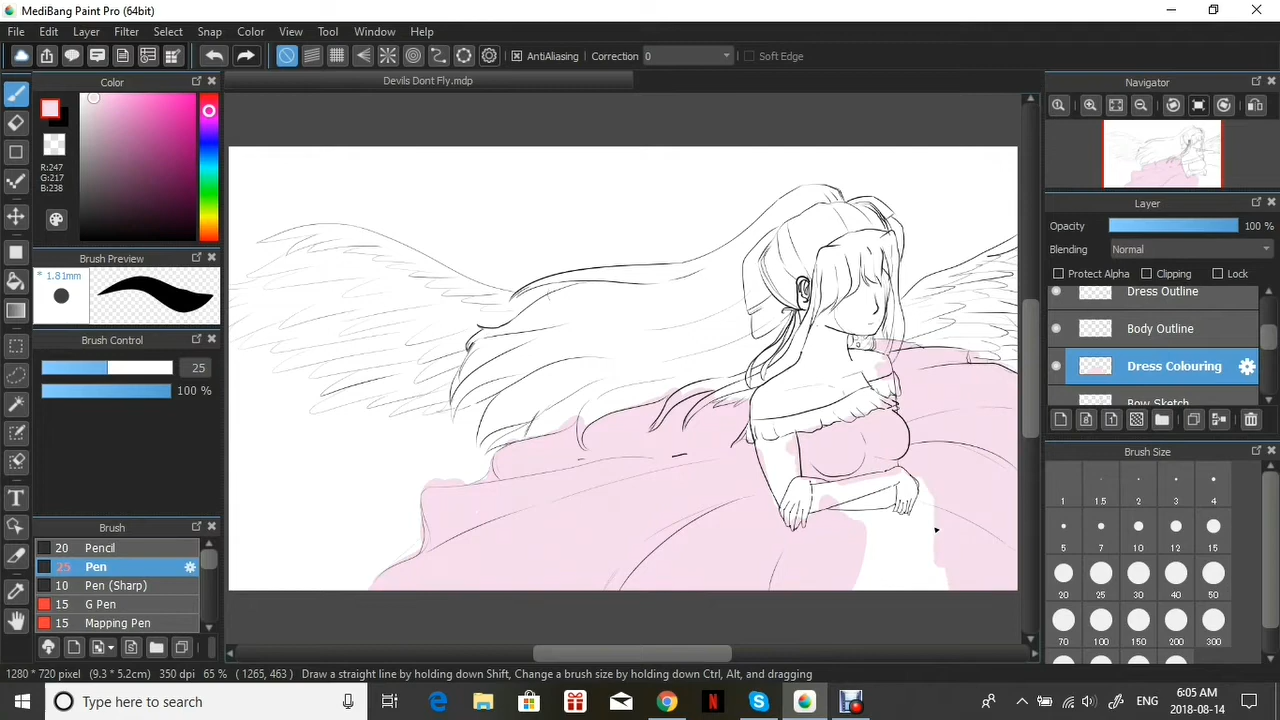 MediBang Paint Pro (64bit)
File Edit Layer Filter Select Snap Color View Tool Window Help
AntiAliasing Correction 0 Soft Edge
Color
Devils Dont Fly.mdp
Navigator
R:247
G:217
B:238
Layer
Opacity 100 %
Blending Normal
Protect Alpha Clipping Lock
Brush Preview
* 1.81mm
Dress Outline
Body Outline
Dress Colouring
Bow Sketch
Brush Control
25
100 %
Brush Size
1 1.5 2 3 4
5 7 10 12 15
20 25 30 40 50
70 100 150 200 300
Brush
20 Pencil
25 Pen
10 Pen (Sharp)
15 G Pen
15 Mapping Pen
1280 * 720 pixel (9.3 * 5.2cm) 350 dpi 65 % ( 1265, 463 ) Draw a straight line by holding down Shift, Change a brush size by holding down Ctrl, Alt, and dragging
Type here to search
ENG
6:05 AM
2018-08-14